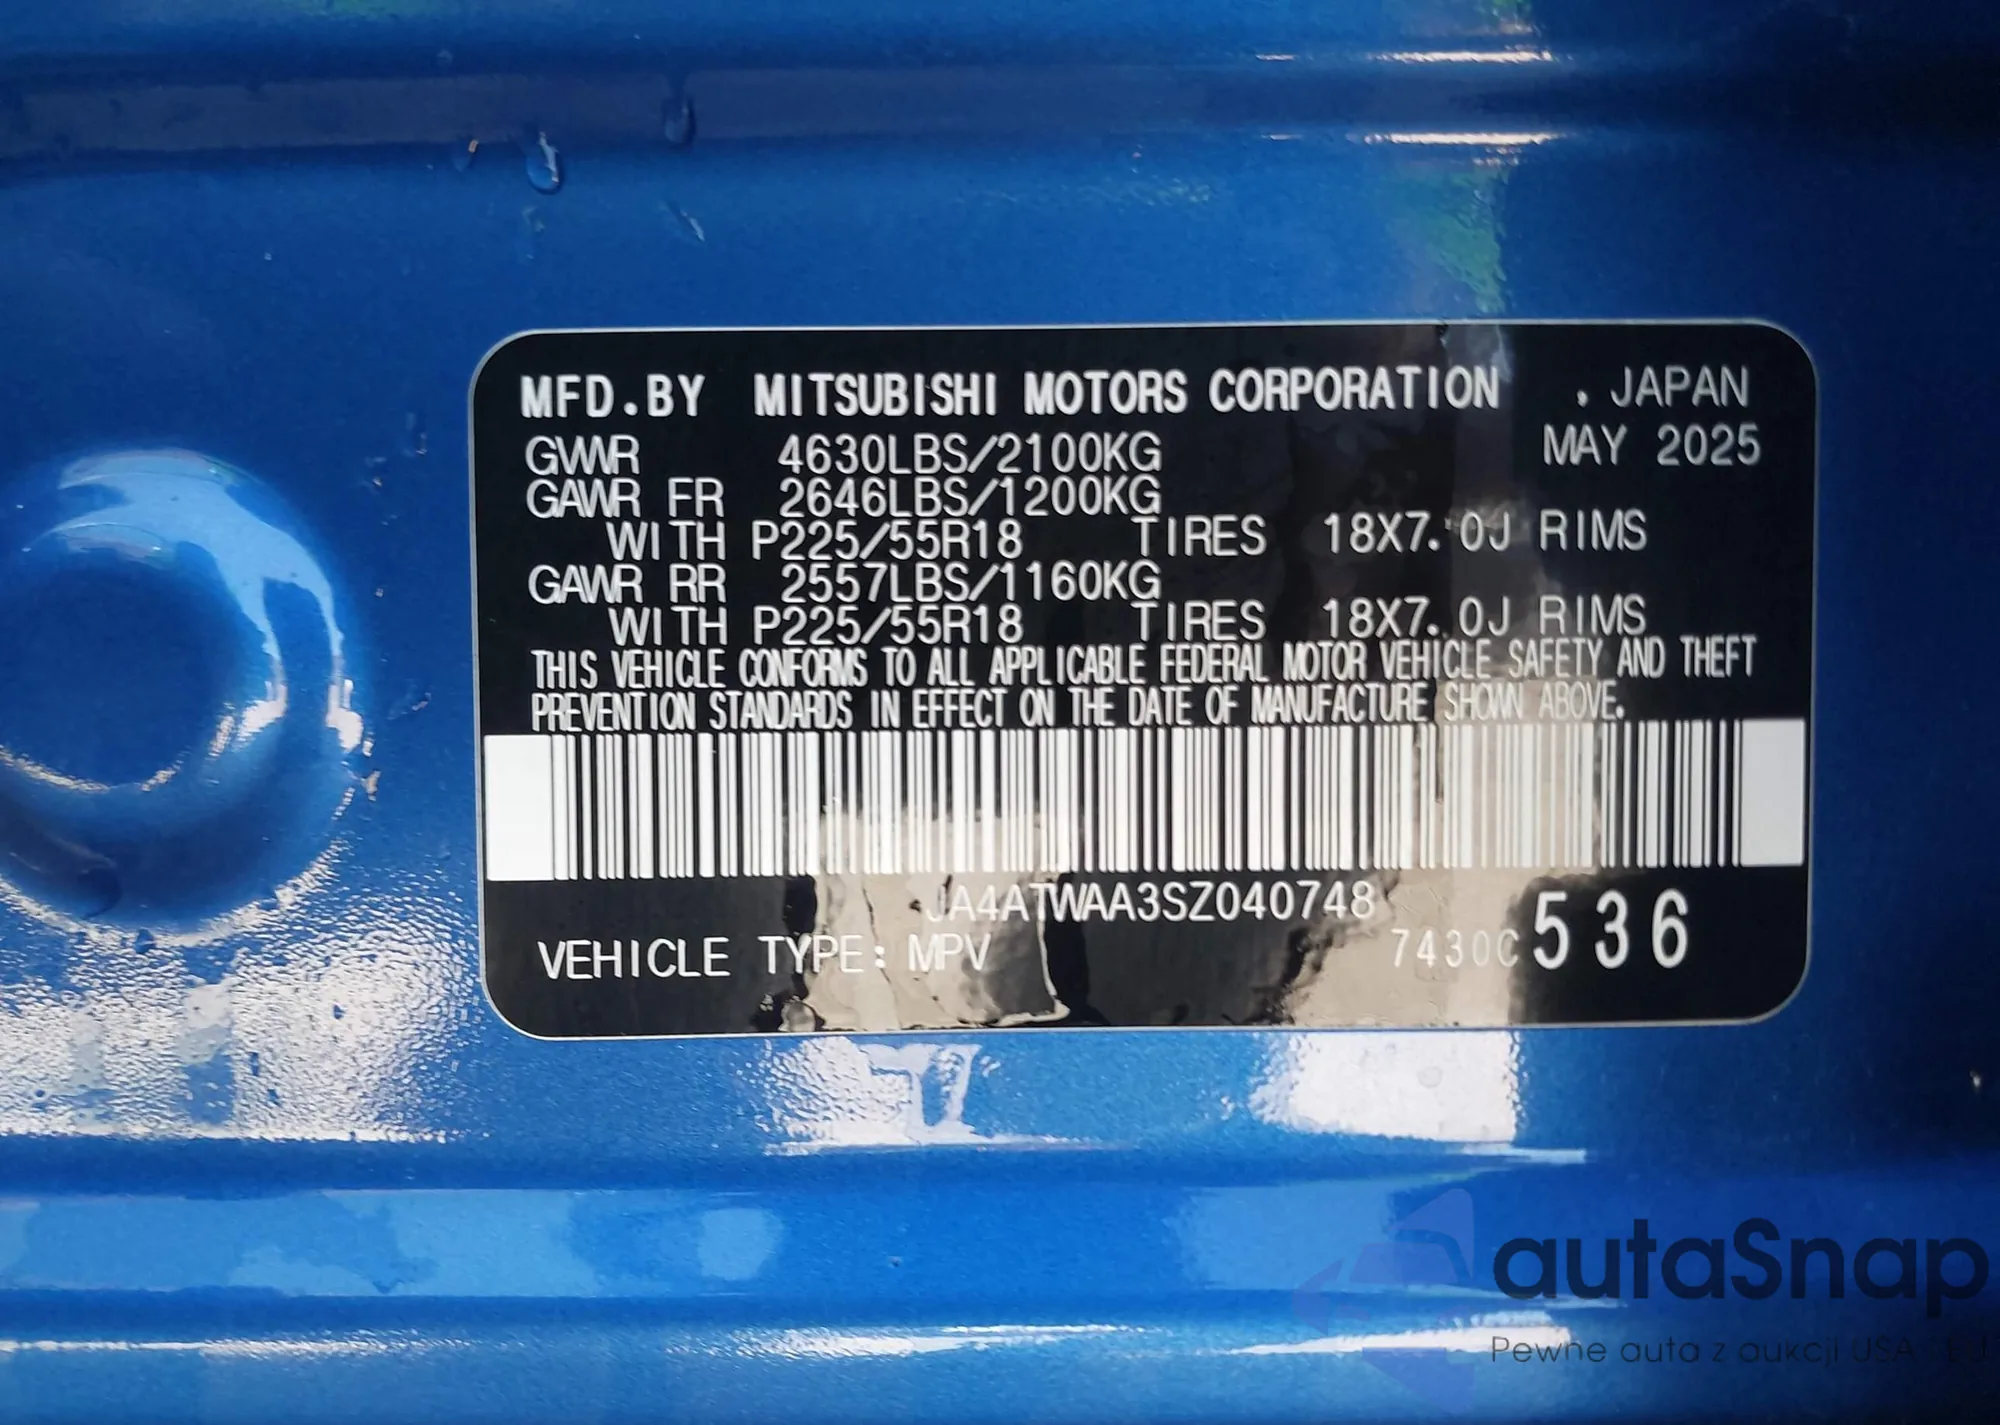 MFD.BY MITSUBISHI MOTORS CORPORATION , JAPAN
GVWR 4630LBS/2100KG MAY 2025
GAWR FR 2646LBS/1200KG
WITH P225/55R18 TIRES 18X7.0J RIMS
GAWR RR 2557LBS/1160KG
WITH P225/55R18 TIRES 18X7.0J RIMS
THIS VEHICLE CONFORMS TO ALL APPLICABLE FEDERAL MOTOR VEHICLE SAFETY AND THEFT
PREVENTION STANDARDS IN EFFECT ON THE DATE OF MANUFACTURE SHOWN ABOVE.
JA4ATWAA3SZ040748
VEHICLE TYPE: MPV 7430C 536
autaSnap
Pewne auta z aukcji USA i EU